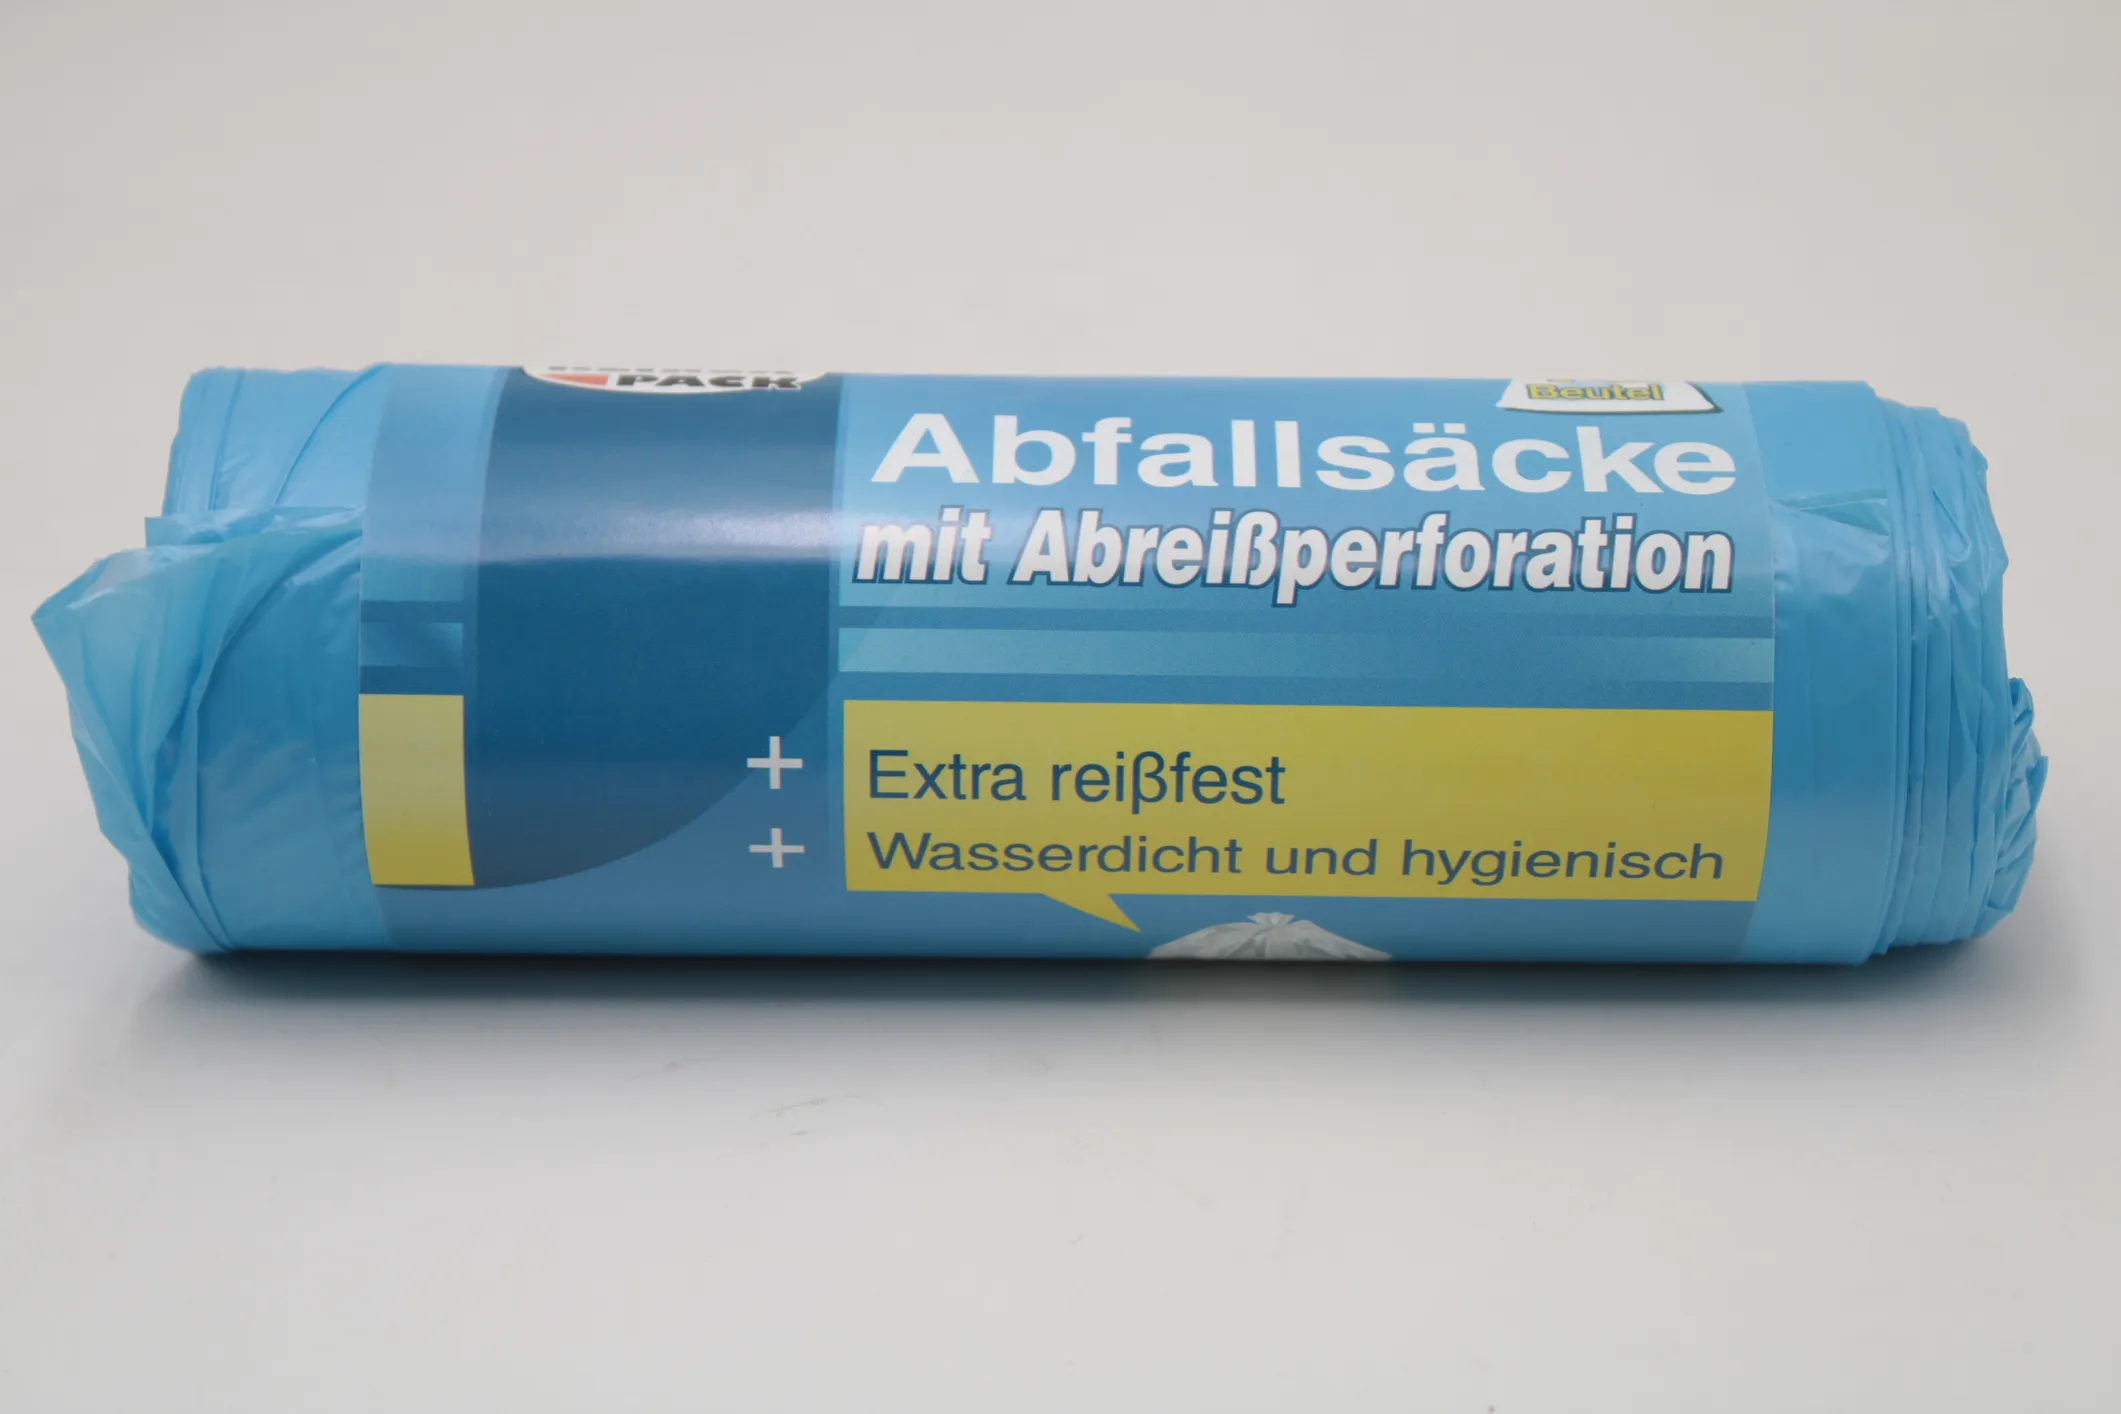 PACK
Beutel
Abfallsäcke
mit Abreißperforation
+ Extra reißfest
+ Wasserdicht und hygienisch